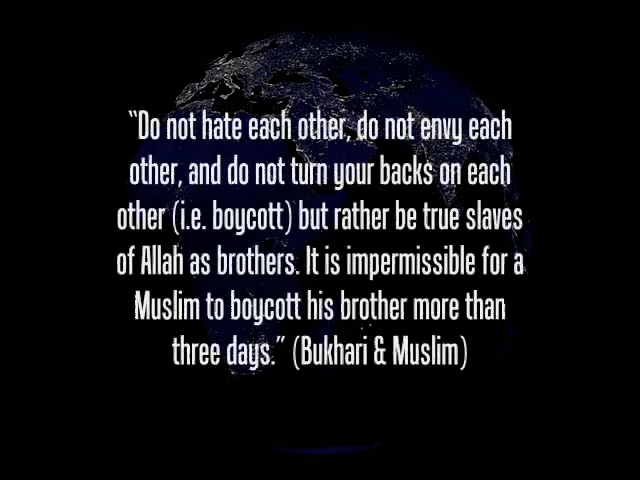 “Do not hate each other, do not envy each
other, and do not turn your backs on each
other (i.e. boycott) but rather be true slaves
of Allah as brothers. It is impermissible for a
Muslim to boycott his brother more than
three days.” (Bukhari & Muslim)